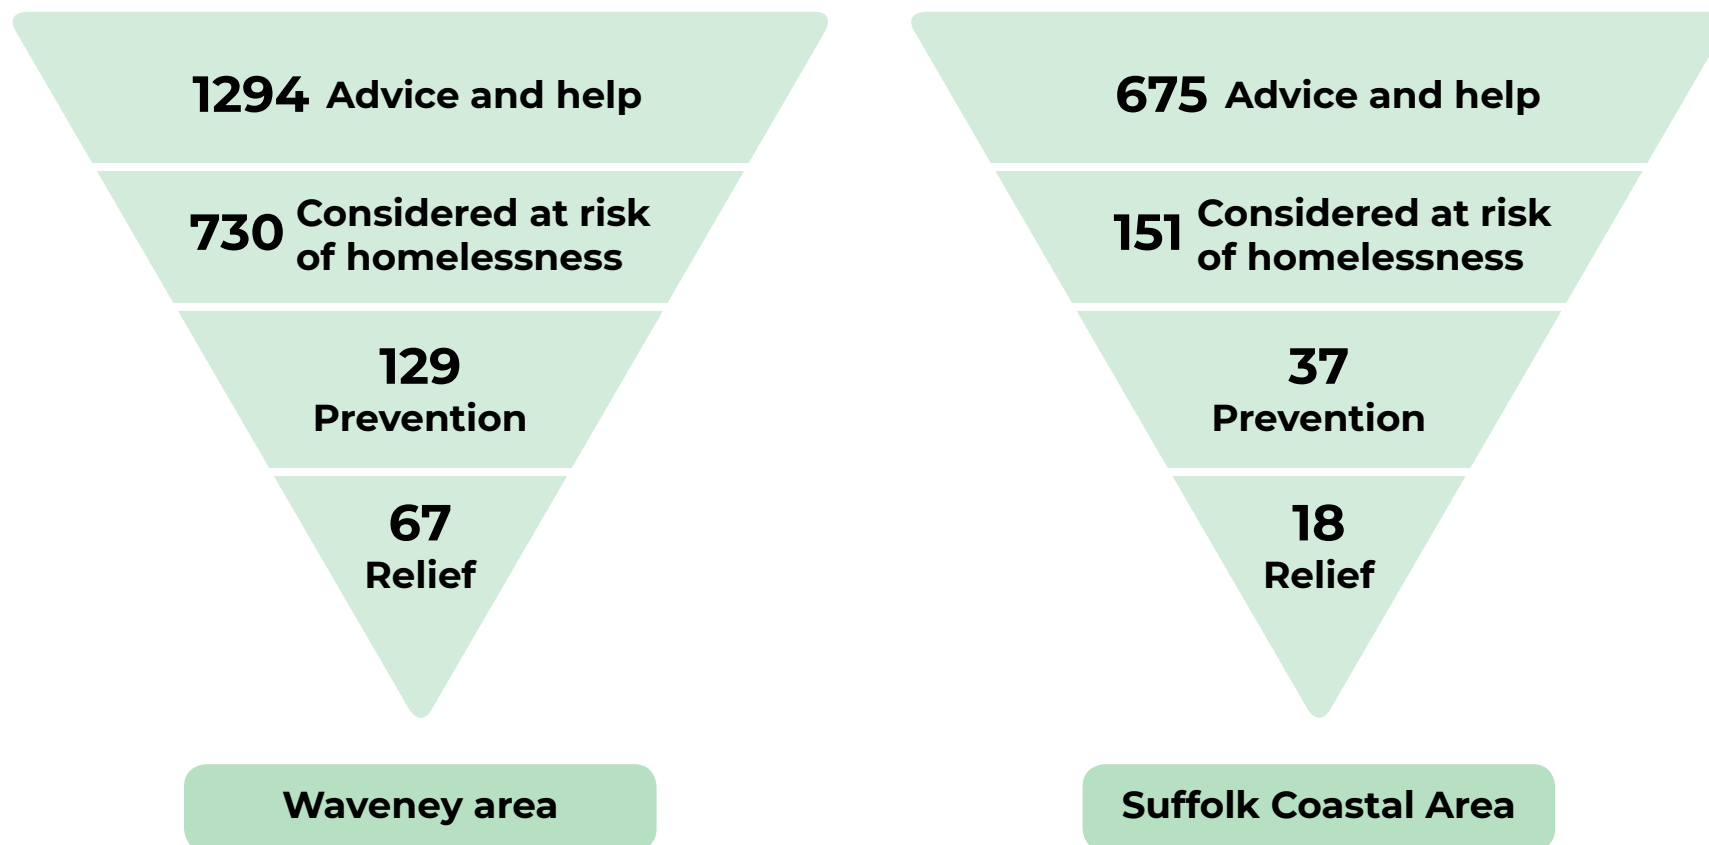 1294 Advice and help
730 Considered at risk
of homelessness
129
Prevention
67
Relief
Waveney area
675 Advice and help
151 Considered at risk
of homelessness
37
Prevention
18
Relief
Suffolk Coastal Area